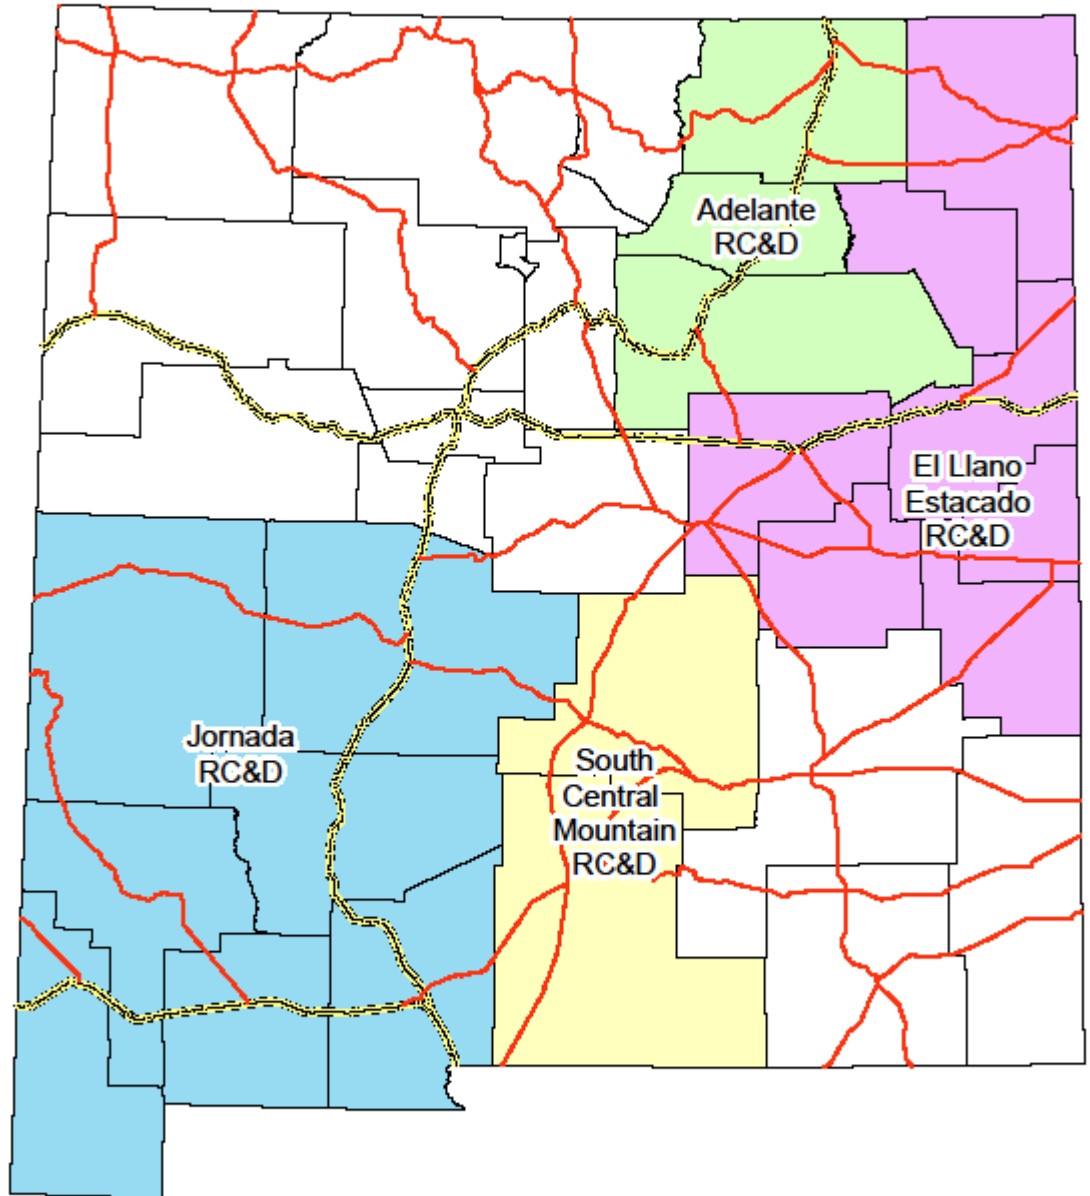 Adelante
RC&D
El Llano
Estacado
RC&D
Jornada
RC&D
South
Central
Mountain
RC&D